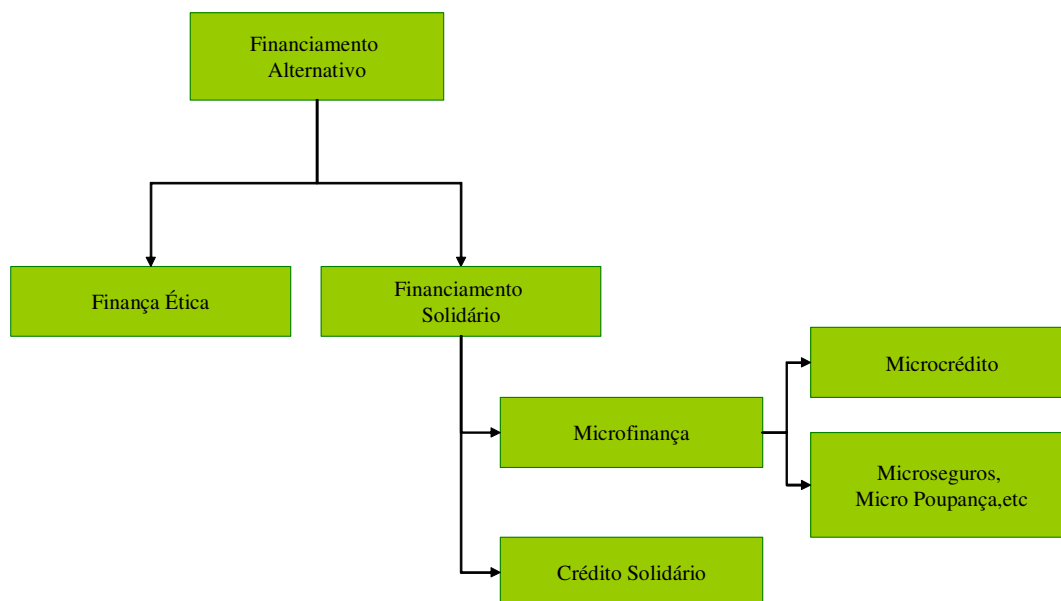 Financiamento
Alternativo
Finança Ética
Financiamento
Solidário
Microcrédito
Microfinança
Microseguros,
Micro Poupança,etc
Crédito Solidário